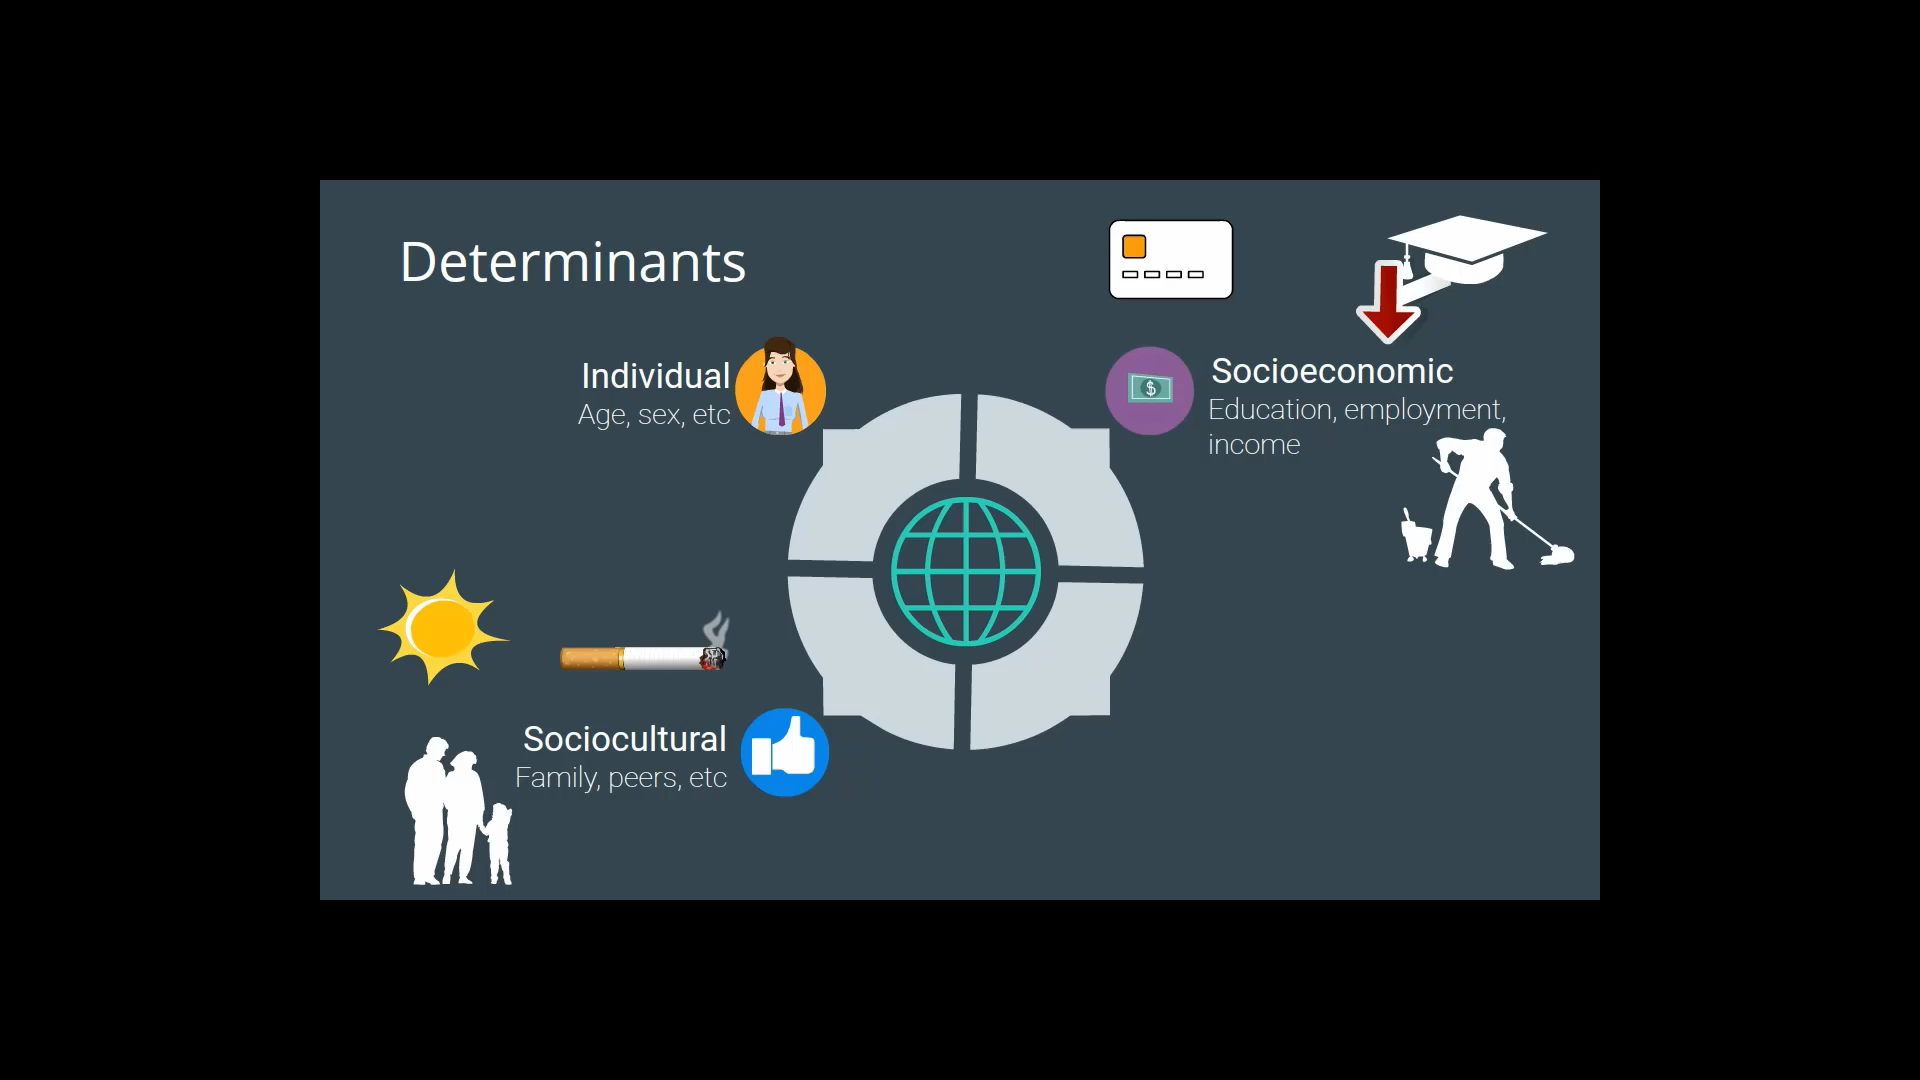 Determinants
Individual
Age, sex, etc
Socioeconomic
Education, employment,
income
$
Sociocultural
Family, peers, etc